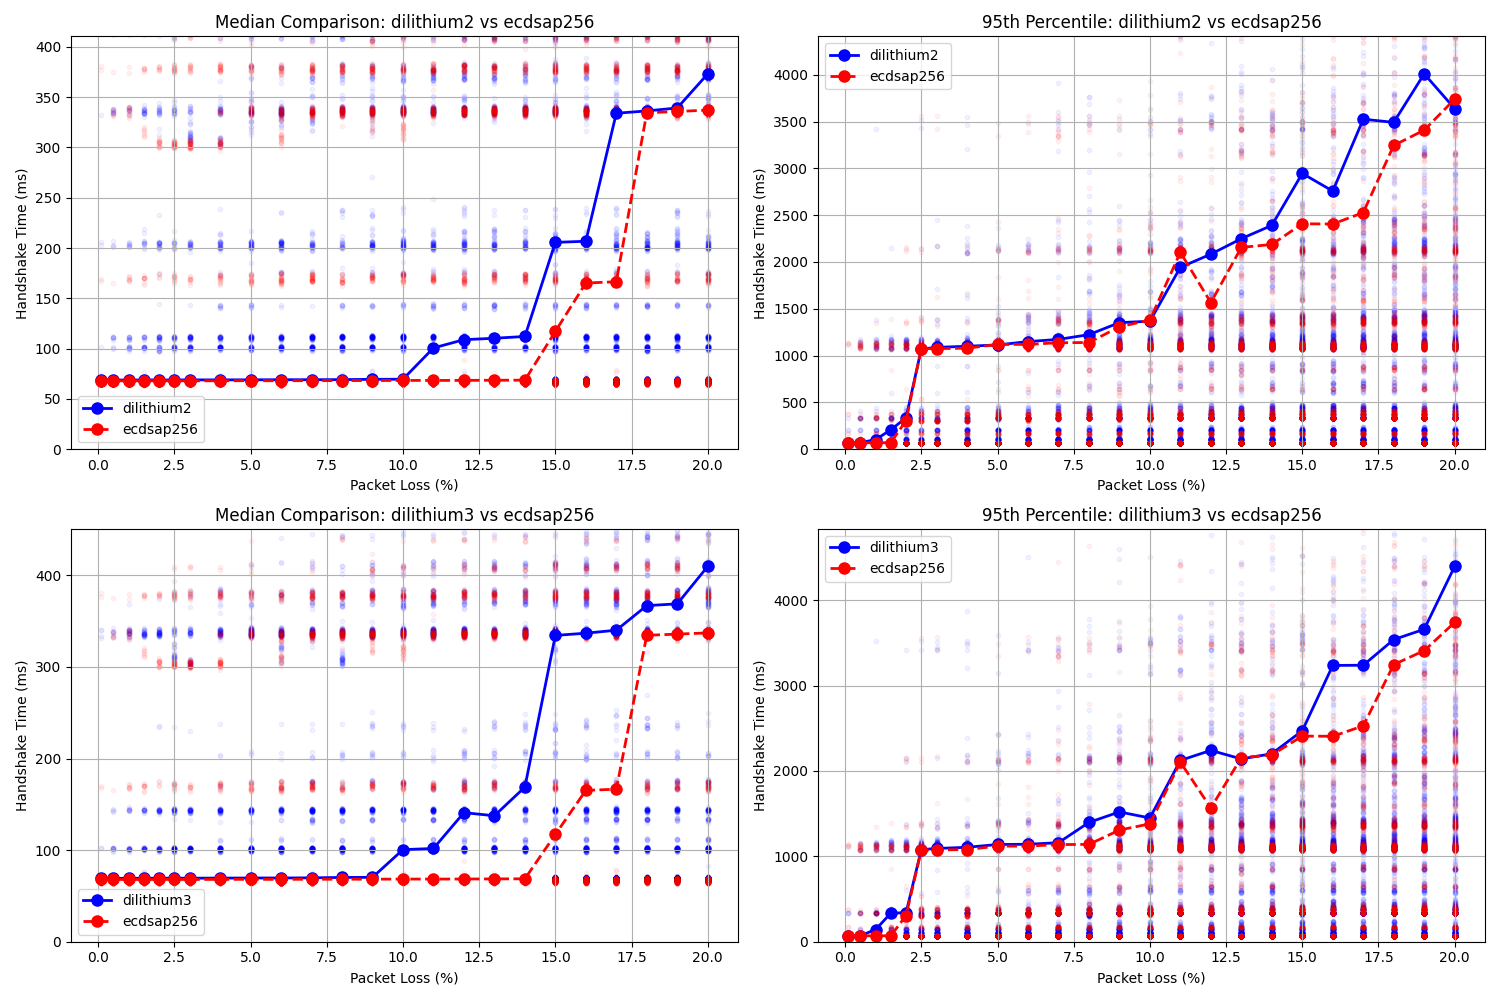 Median Comparison: dilithium2 vs ecdsap256
400
350
300
250
200
150
100
50
0
Handshake Time (ms)
dilithium2
ecdsap256
0.0 2.5 5.0 7.5 10.0 12.5 15.0 17.5 20.0
Packet Loss (%)
95th Percentile: dilithium2 vs ecdsap256
4000
3500
3000
2500
2000
1500
1000
500
0
Handshake Time (ms)
dilithium2
ecdsap256
0.0 2.5 5.0 7.5 10.0 12.5 15.0 17.5 20.0
Packet Loss (%)
Median Comparison: dilithium3 vs ecdsap256
400
300
200
100
0
Handshake Time (ms)
dilithium3
ecdsap256
0.0 2.5 5.0 7.5 10.0 12.5 15.0 17.5 20.0
Packet Loss (%)
95th Percentile: dilithium3 vs ecdsap256
4000
3000
2000
1000
0
Handshake Time (ms)
dilithium3
ecdsap256
0.0 2.5 5.0 7.5 10.0 12.5 15.0 17.5 20.0
Packet Loss (%)